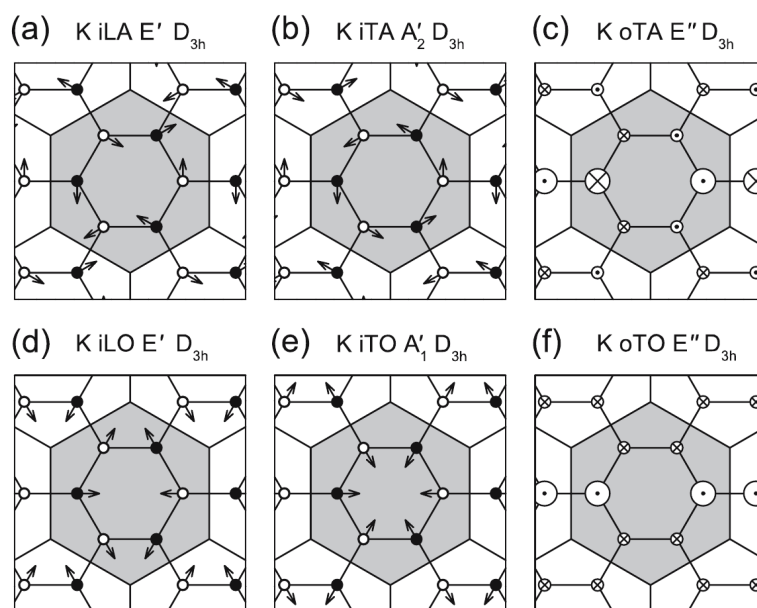 (a) K iLA E′ D3h
(b) K iTA A′2 D3h
(c) K oTA E″ D3h
(d) K iLO E′ D3h
(e) K iTO A′1 D3h
(f) K oTO E″ D3h